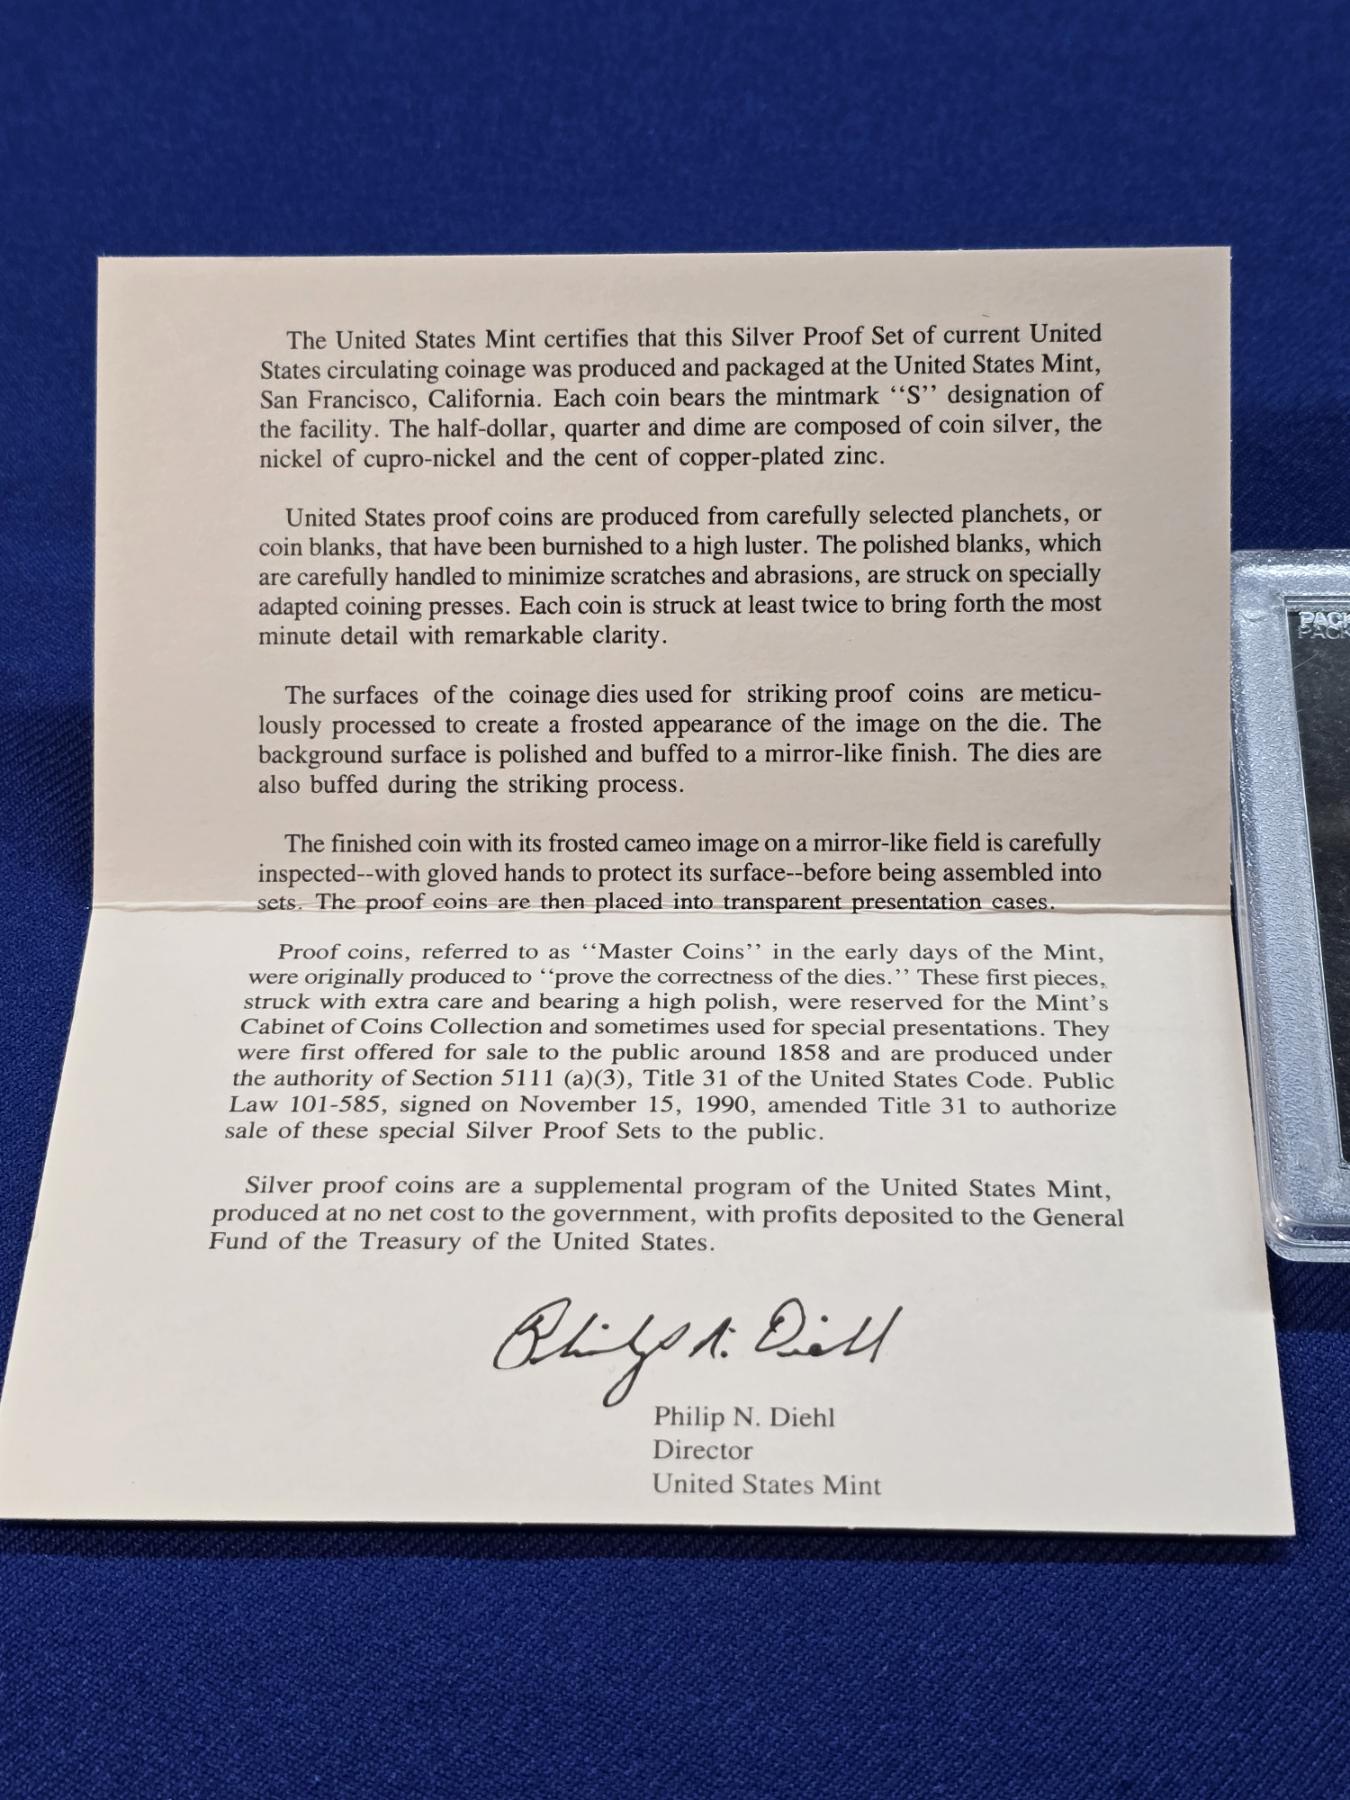 The United States Mint certifies that this Silver Proof Set of current United
States circulating coinage was produced and packaged at the United States Mint,
San Francisco, California. Each coin bears the mintmark ‘‘S’’ designation of
the facility. The half-dollar, quarter and dime are composed of coin silver, the
nickel of cupro-nickel and the cent of copper-plated zinc.
United States proof coins are produced from carefully selected planchets, or
coin blanks, that have been burnished to a high luster. The polished blanks, which
are carefully handled to minimize scratches and abrasions, are struck on specially
adapted coining presses. Each coin is struck at least twice to bring forth the most
minute detail with remarkable clarity.
The surfaces of the coinage dies used for striking proof coins are meticu-
lously processed to create a frosted appearance of the image on the die. The
background surface is polished and buffed to a mirror-like finish. The dies are
also buffed during the striking process.
The finished coin with its frosted cameo image on a mirror-like field is carefully
inspected--with gloved hands to protect its surface--before being assembled into
sets. The proof coins are then placed into transparent presentation cases.
Proof coins, referred to as ‘‘Master Coins’’ in the early days of the Mint,
were originally produced to ‘‘prove the correctness of the dies.’’ These first pieces,
struck with extra care and bearing a high polish, were reserved for the Mint’s
Cabinet of Coins Collection and sometimes used for special presentations. They
were first offered for sale to the public around 1858 and are produced under
the authority of Section 5111 (a)(3), Title 31 of the United States Code. Public
Law 101-585, signed on November 15, 1990, amended Title 31 to authorize
sale of these special Silver Proof Sets to the public.
Silver proof coins are a supplemental program of the United States Mint,
produced at no net cost to the government, with profits deposited to the General
Fund of the Treasury of the United States.
Philip N. Diehl
Philip N. Diehl
Director
United States Mint